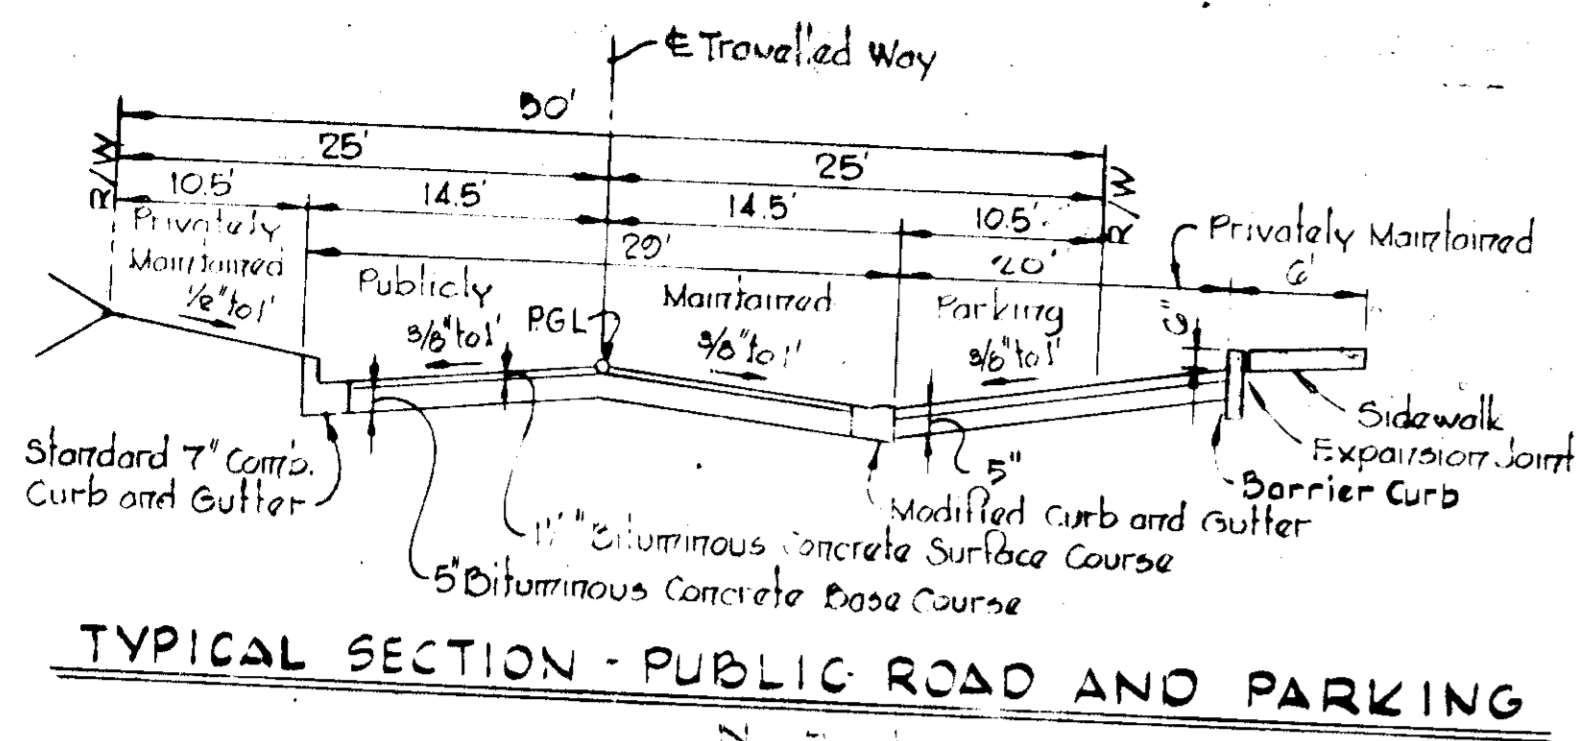 ℄ Travelled Way
50'
25'
25'
R/W
10.5'
14.5'
14.5'
10.5'
R/W
Privately
Maintained
1/2" to 1'
29'
20'
Privately Maintained
6'
Publicly
3/8" to 1'
P.G.L
Maintained
3/8" to 1'
Parking
3/8" to 1'
Standard 7" Comb.
Curb and Gutter
5"
Sidewalk
Expansion Joint
Barrier Curb
Modified Curb and Gutter
Bituminous Concrete Surface Course
5" Bituminous Concrete Base Course
TYPICAL SECTION - PUBLIC ROAD AND PARKING